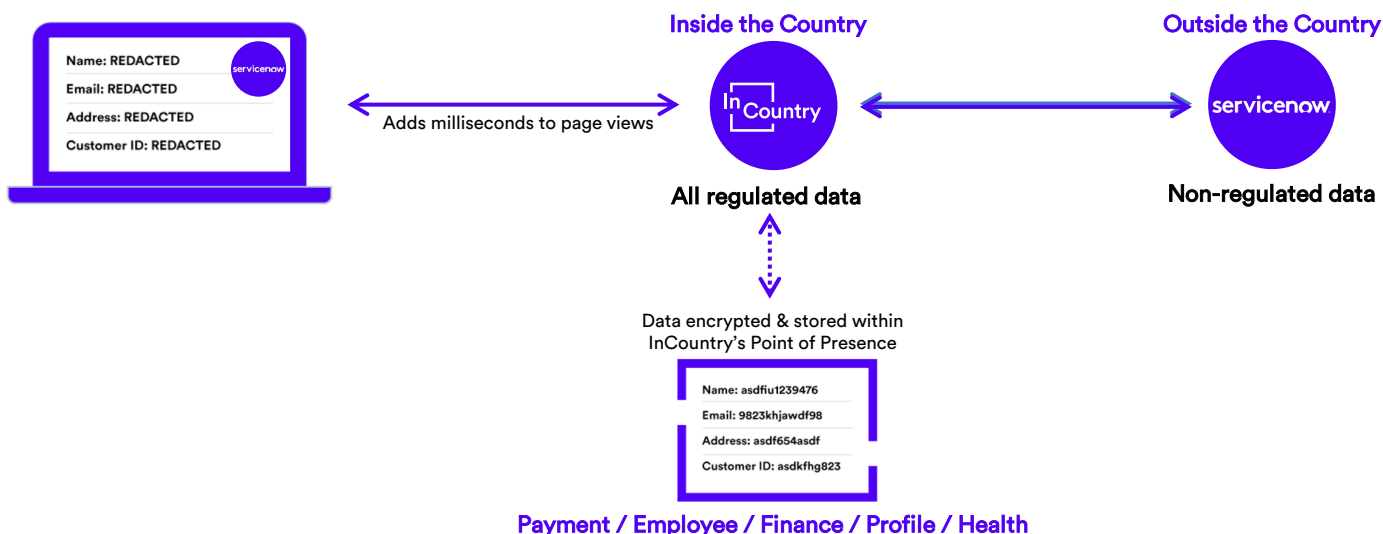 Name: REDACTED
servicenow
Email: REDACTED
Address: REDACTED
Customer ID: REDACTED
Adds milliseconds to page views
Inside the Country
In
Country
All regulated data
Outside the Country
servicenow
Non-regulated data
Data encrypted & stored within
InCountry’s Point of Presence
Name: asdfiu1239476
Email: 9823khjawdf98
Address: asdf654asdf
Customer ID: asdkfhg823
Payment / Employee / Finance / Profile / Health